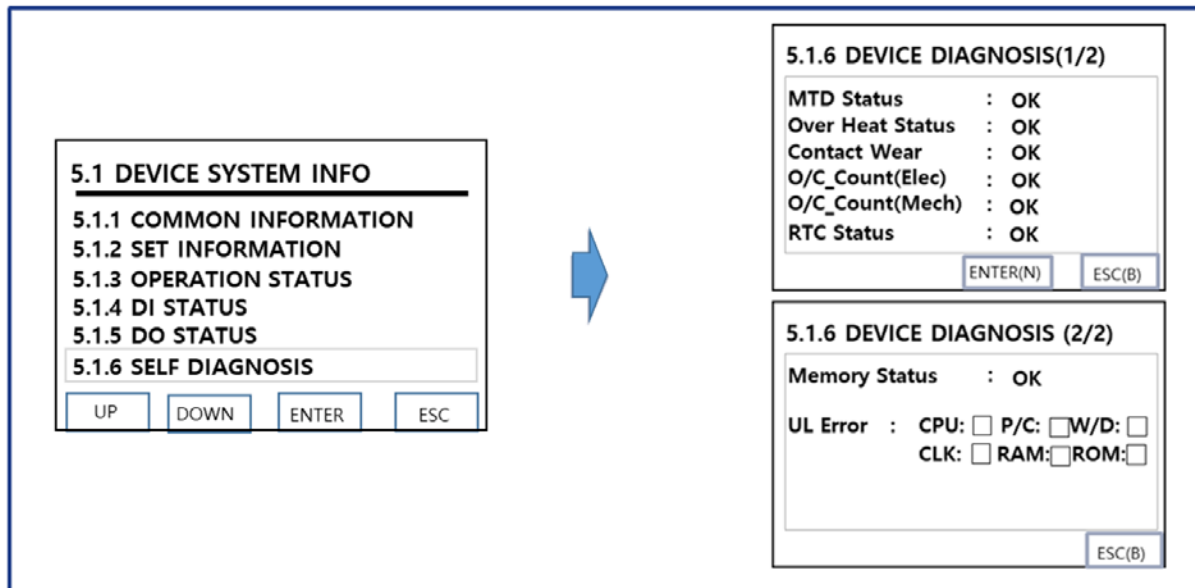 5.1 DEVICE SYSTEM INFO
5.1.1 COMMON INFORMATION
5.1.2 SET INFORMATION
5.1.3 OPERATION STATUS
5.1.4 DI STATUS
5.1.5 DO STATUS
5.1.6 SELF DIAGNOSIS
UP DOWN ENTER ESC
5.1.6 DEVICE DIAGNOSIS(1/2)
MTD Status : OK
Over Heat Status : OK
Contact Wear : OK
O/C_Count(Elec) : OK
O/C_Count(Mech) : OK
RTC Status : OK
ENTER(N) ESC(B)
5.1.6 DEVICE DIAGNOSIS (2/2)
Memory Status : OK
UL Error : CPU: P/C: W/D:
CLK: RAM: ROM:
ESC(B)